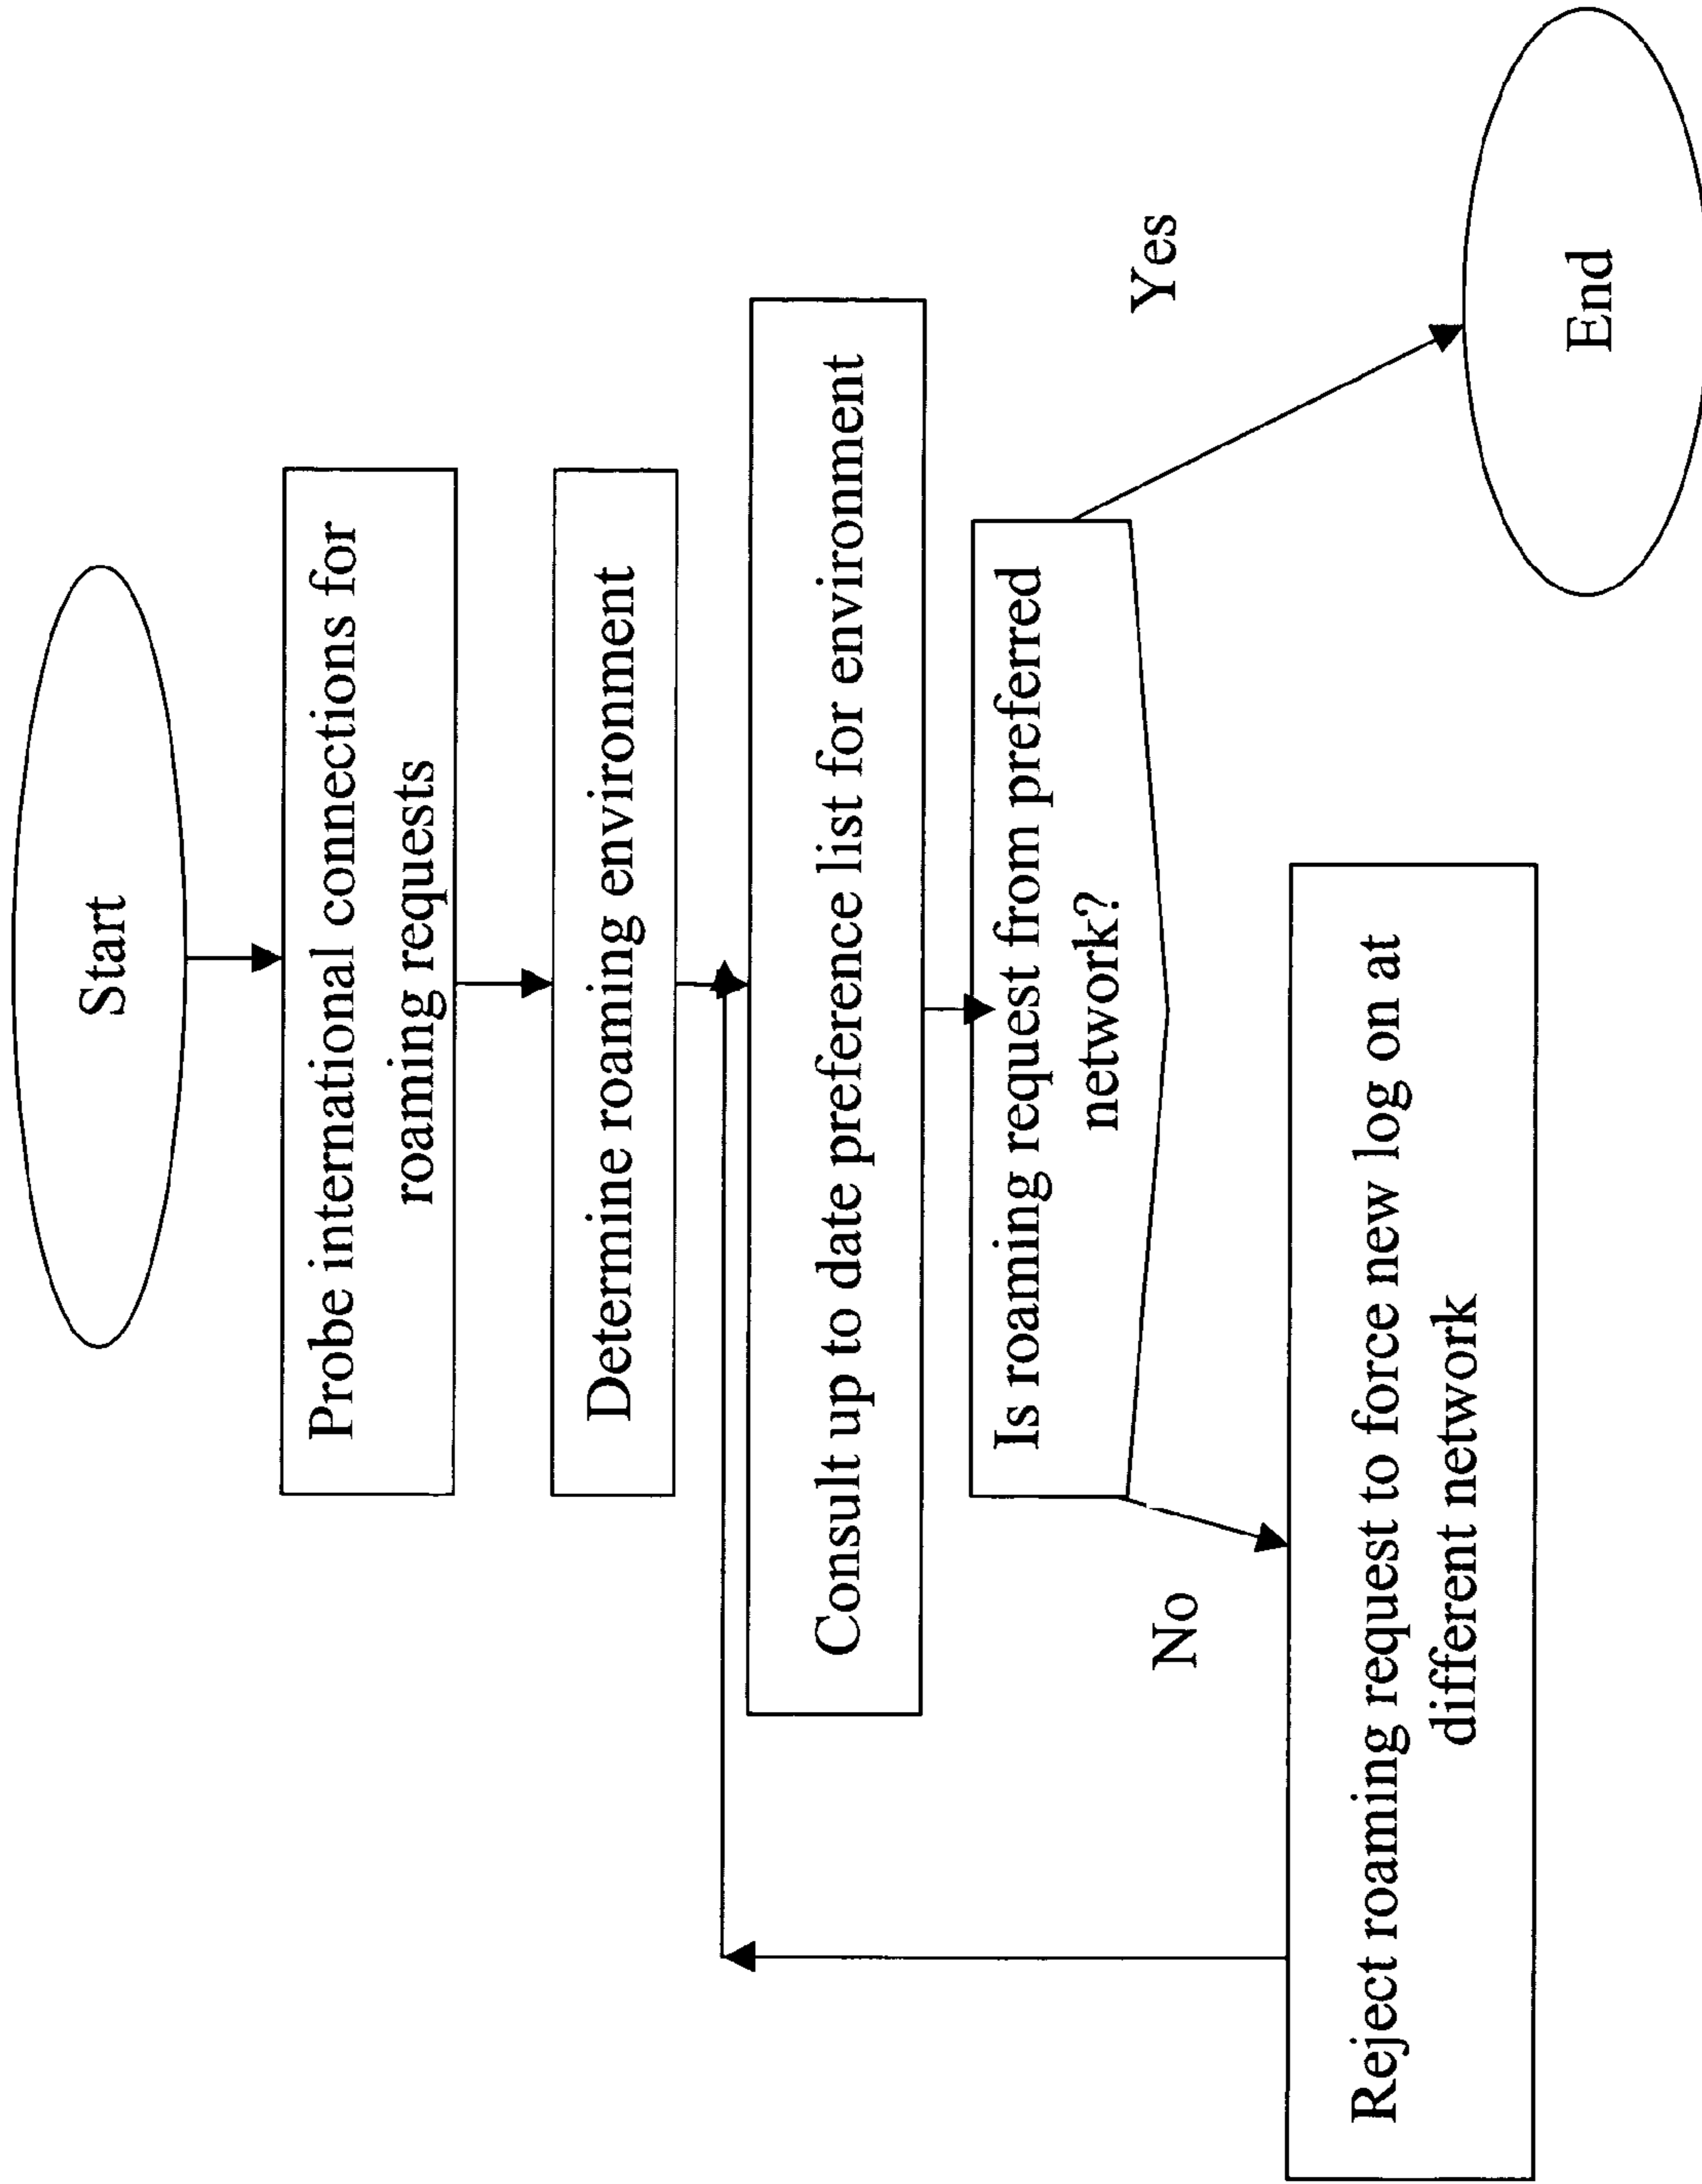 Start
Probe international connections for
roaming requests
Determine roaming environment
Consult up to date preference list for environment
Is roaming request from preferred
network?
No
Yes
Reject roaming request to force new log on at
different network
End